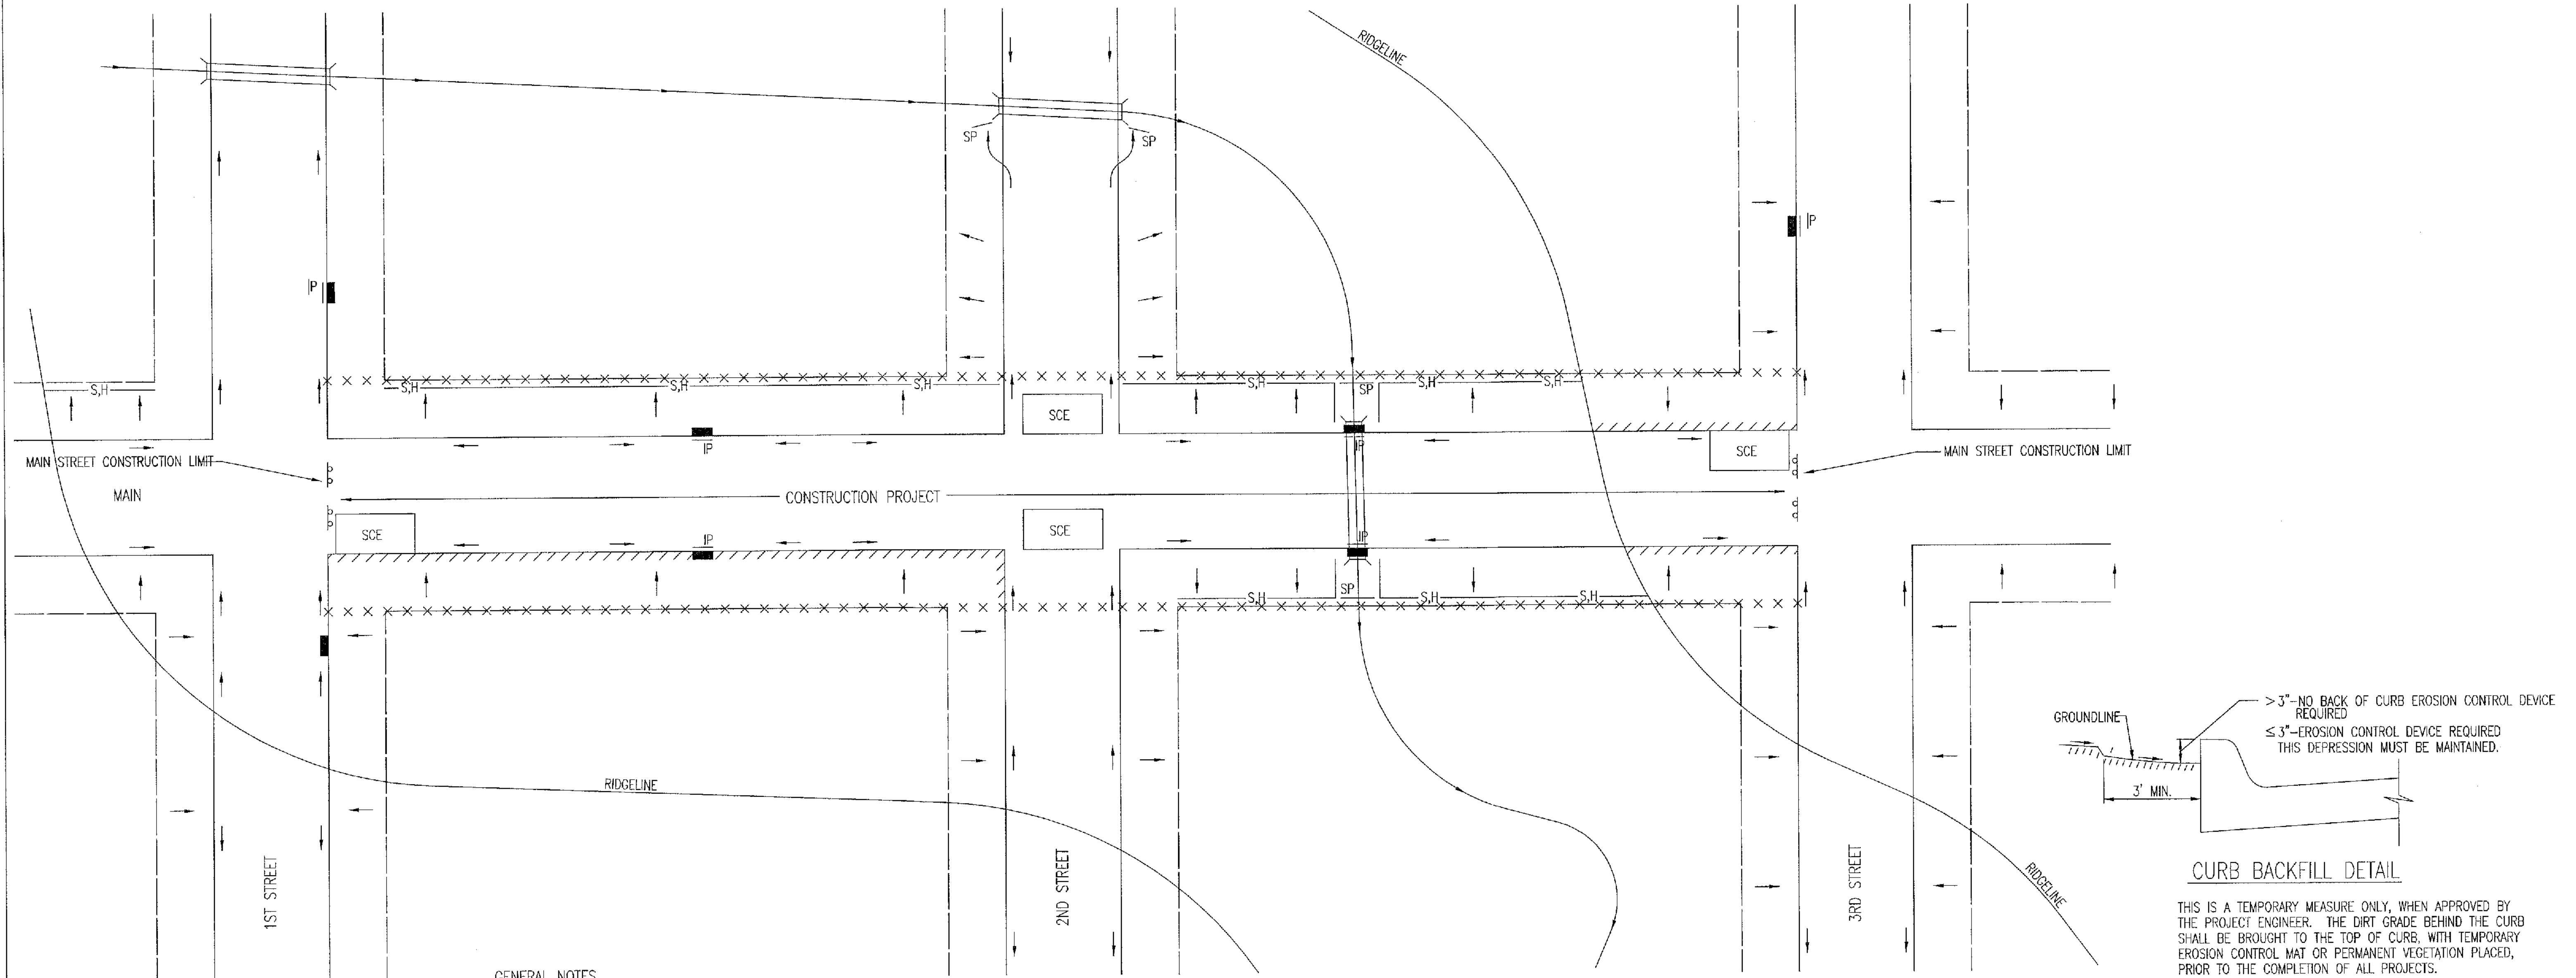 RIDGELINE
SP
SP
IP
IP
S,H
S,H
S,H
S,H
S,H
SP
S,H
S,H
SCE
MAIN STREET CONSTRUCTION LIMIT
IP
IP
SCE
MAIN STREET CONSTRUCTION LIMIT
MAIN
CONSTRUCTION PROJECT
SCE
SCE
IP
IP
S,H
SP
S,H
S,H
RIDGELINE
1ST STREET
2ND STREET
3RD STREET
RIDGELINE
GENERAL NOTES
GROUNDLINE
>3"-NO BACK OF CURB EROSION CONTROL DEVICE
REQUIRED
≤3"-EROSION CONTROL DEVICE REQUIRED
THIS DEPRESSION MUST BE MAINTAINED.
3' MIN.
CURB BACKFILL DETAIL
THIS IS A TEMPORARY MEASURE ONLY, WHEN APPROVED BY
THE PROJECT ENGINEER. THE DIRT GRADE BEHIND THE CURB
SHALL BE BROUGHT TO THE TOP OF CURB, WITH TEMPORARY
EROSION CONTROL MAT OR PERMANENT VEGETATION PLACED,
PRIOR TO THE COMPLETION OF ALL PROJECTS.